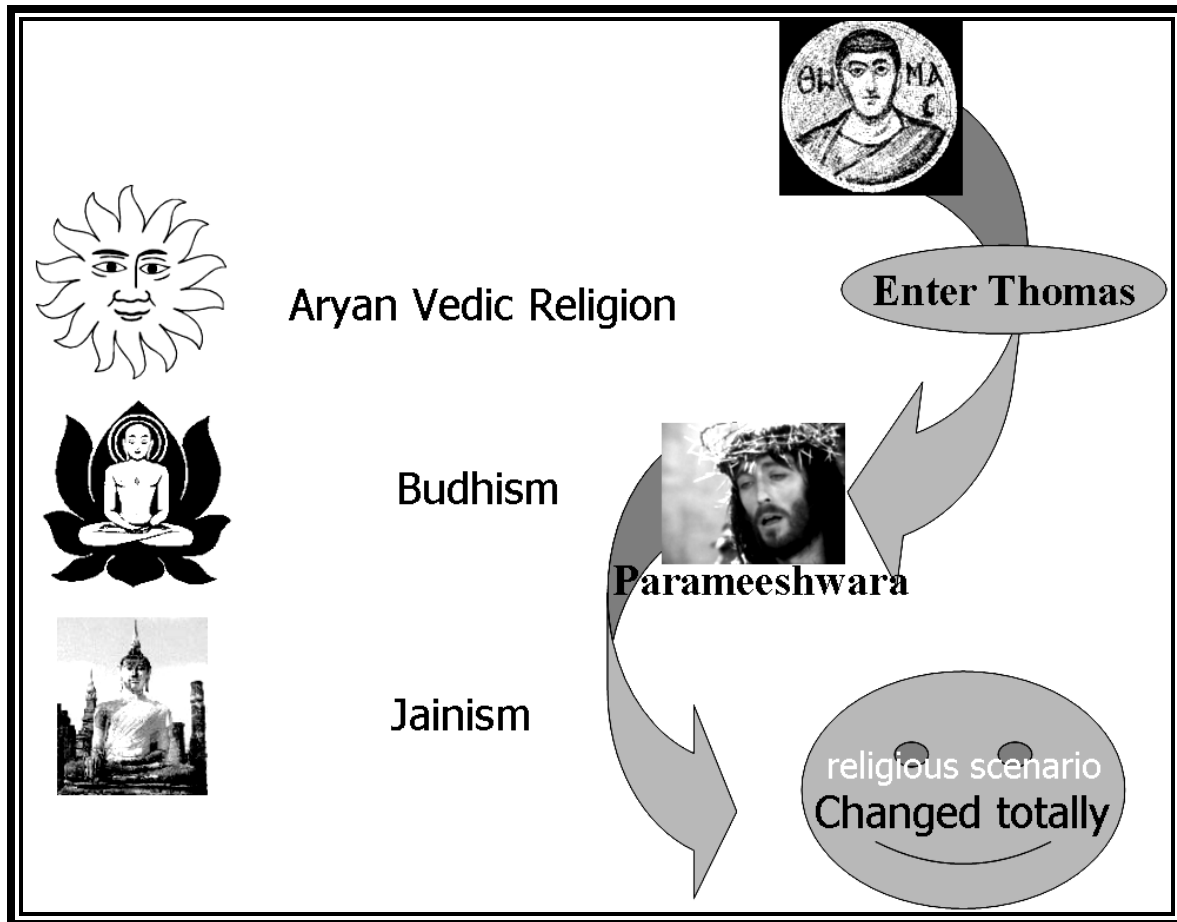 ΘΩ ΜΑ
С
Enter Thomas
Aryan Vedic Religion
Budhism
Parameeshwara
Jainism
religious scenario
Changed totally